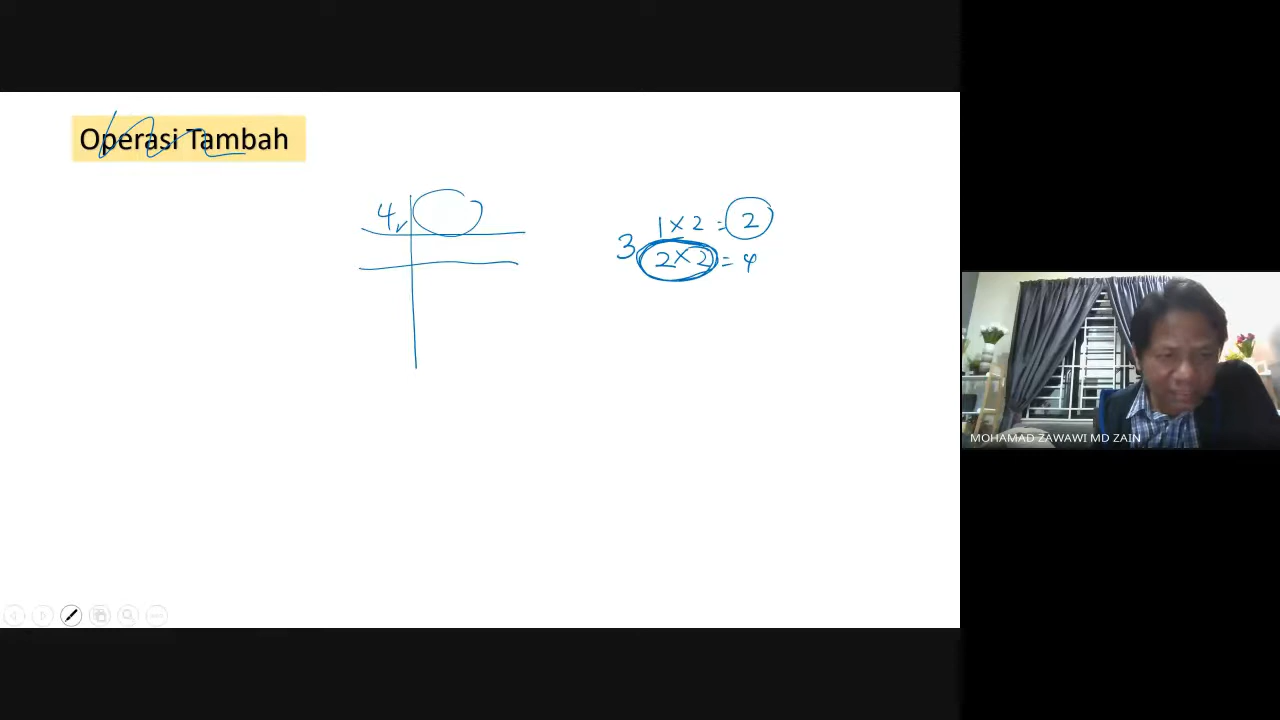 Operasi Tambah
4
1 × 2 = 2
3
2 × 2 = 4
MOHAMAD ZAWAWI MD ZAIN